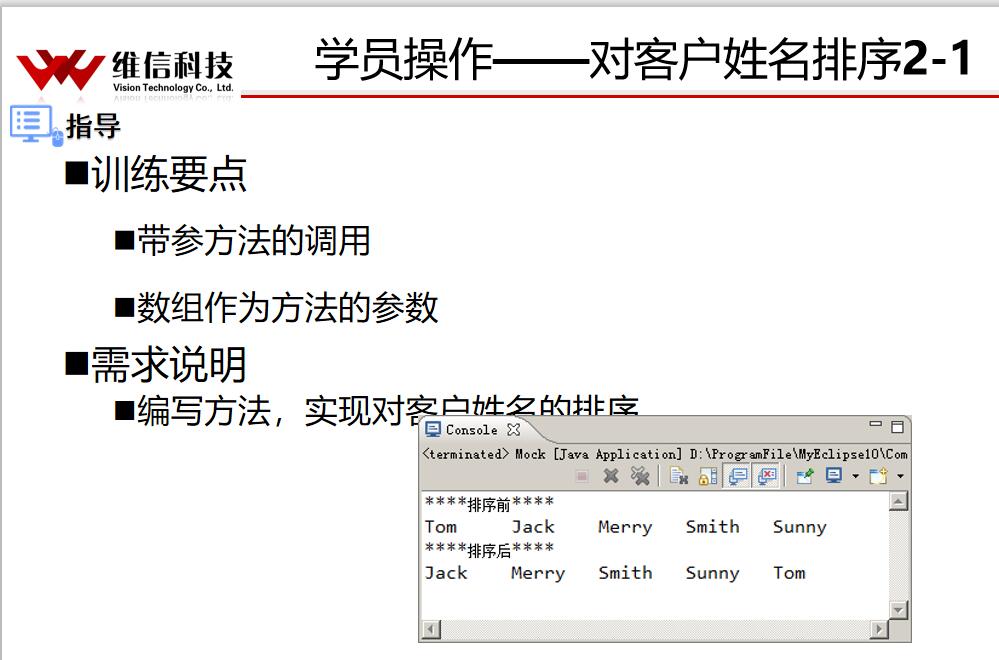 维信科技
Vision Technology Co., Ltd.
学员操作——对客户姓名排序2-1
指导
■训练要点
■带参方法的调用
■数组作为方法的参数
■需求说明
■编写方法，实现对客户姓名的排序
Console
<terminated> Mock [Java Application] D:\ProgramFile\MyEclipse10\Com
****排序前****
Tom Jack Merry Smith Sunny
****排序后****
Jack Merry Smith Sunny Tom